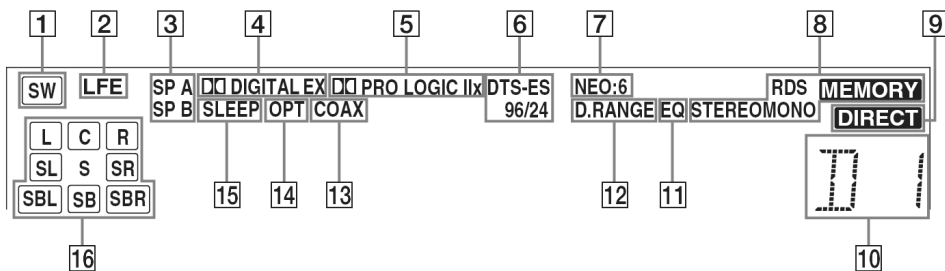 1 2 3 4 5 6 7 8 9
SW LFE SP A DIGITAL EX PRO LOGIC IIx DTS-ES NEO:6 RDS MEMORY
SP B SLEEP OPT COAX 96/24 D.RANGE EQ STEREO MONO DIRECT
L C R
SL S SR
SBL SB SBR
D 1
15 14 13 12 11
16 10